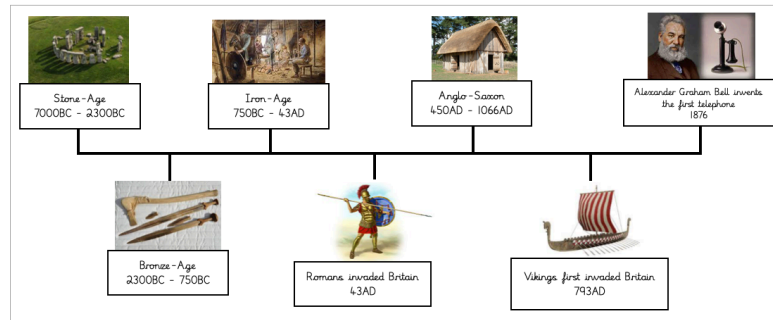 Stone-Age
7000BC - 2300BC
Iron-Age
750BC - 43AD
Anglo-Saxon
450AD - 1066AD
Alexander Graham Bell invents
the first telephone
1876
Bronze-Age
2300BC - 750BC
Romans invaded Britain
43AD
Vikings first invaded Britain
793AD